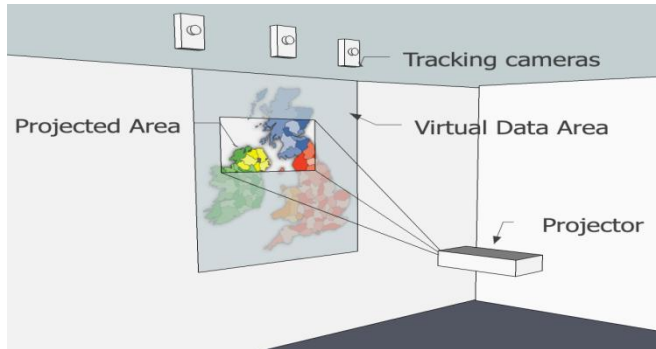 Tracking cameras
Projected Area
Virtual Data Area
Projector